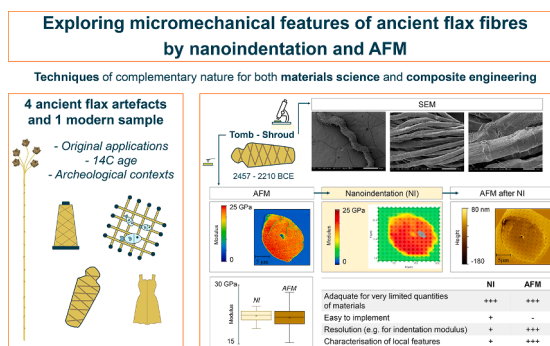 Exploring micromechanical features of ancient flax fibres
by nanoindentation and AFM
Techniques of complementary nature for both materials science and composite engineering
4 ancient flax artefacts
and 1 modern sample
- Original applications
- 14C age
- Archeological contexts
Tomb - Shroud
2457 - 2210 BCE
SEM
AFM
Nanoindentation (NI)
AFM after NI
25 GPa
Modulus
0
25 GPa
Modulus
0
80 nm
Height
-180
30 GPa
Modulus
15
NI
AFM
NI AFM
Adequate for very limited quantities
of materials +++ +++
Easy to implement + -
Resolution (e.g. for indentation modulus) + +++
Characterisation of local features + +++